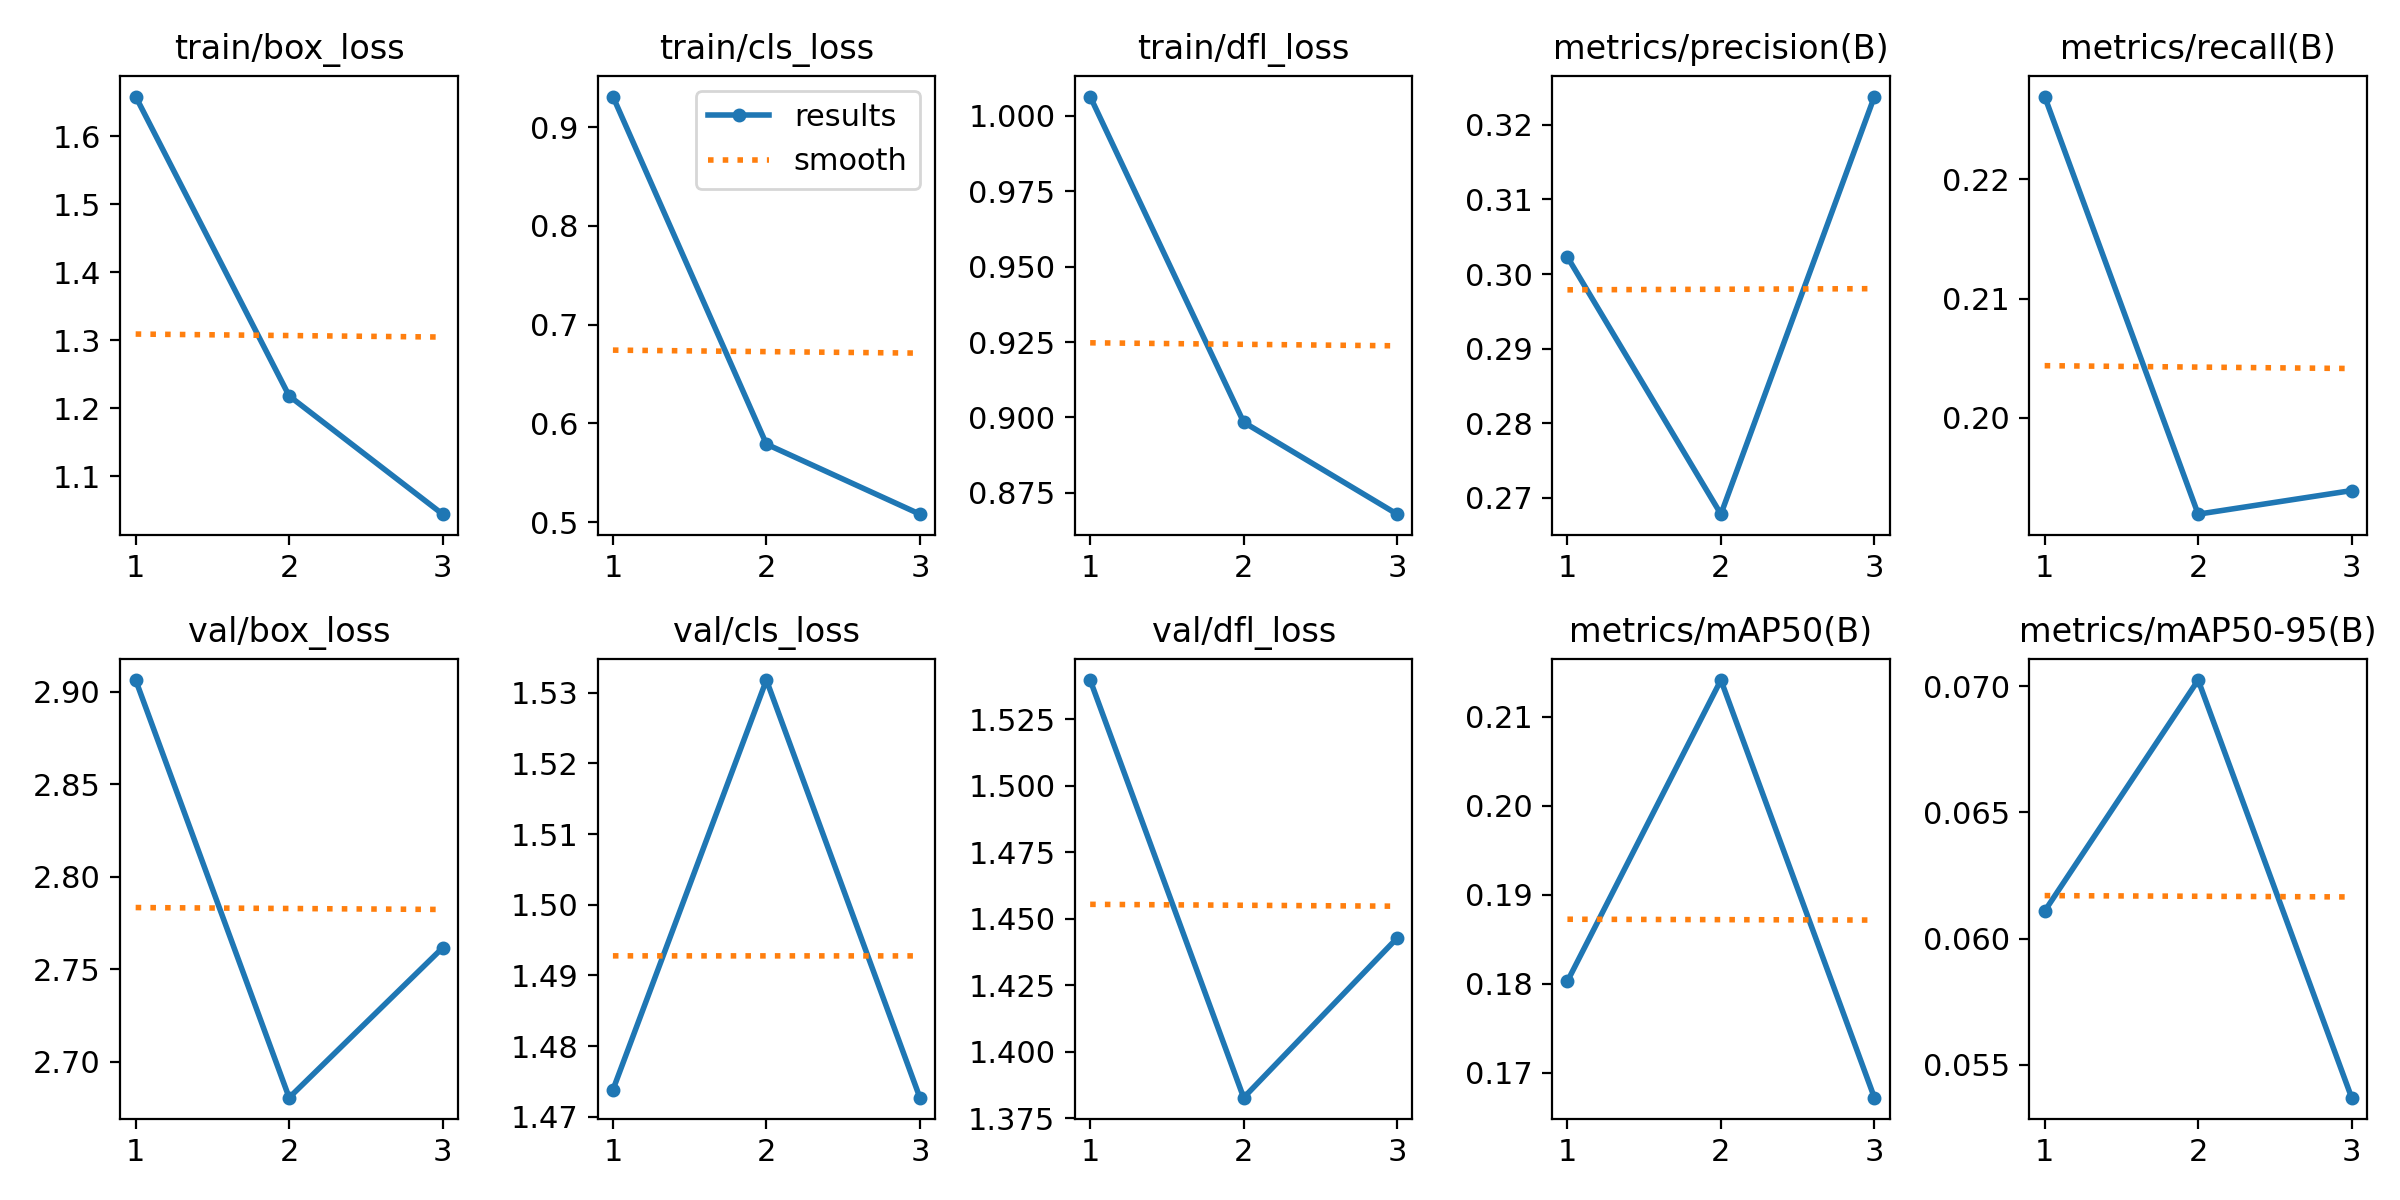 train/box_loss
1.6
1.5
1.4
1.3
1.2
1.1
1 2 3
train/cls_loss
results
smooth
0.9
0.8
0.7
0.6
0.5
1 2 3
train/dfl_loss
1.000
0.975
0.950
0.925
0.900
0.875
1 2 3
metrics/precision(B)
0.32
0.31
0.30
0.29
0.28
0.27
1 2 3
metrics/recall(B)
0.22
0.21
0.20
1 2 3
val/box_loss
2.90
2.85
2.80
2.75
2.70
1 2 3
val/cls_loss
1.53
1.52
1.51
1.50
1.49
1.48
1.47
1 2 3
val/dfl_loss
1.525
1.500
1.475
1.450
1.425
1.400
1.375
1 2 3
metrics/mAP50(B)
0.21
0.20
0.19
0.18
0.17
1 2 3
metrics/mAP50-95(B)
0.070
0.065
0.060
0.055
1 2 3